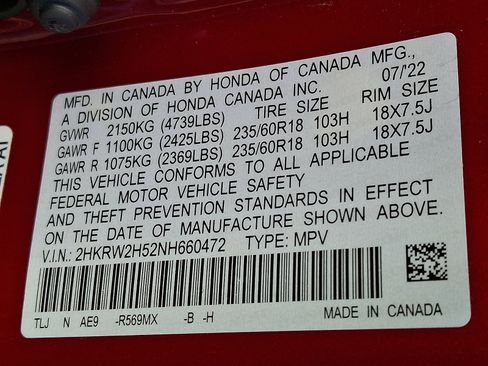 MFD. IN CANADA BY HONDA OF CANADA MFG.,
A DIVISION OF HONDA CANADA INC. 07/'22
GVWR 2150KG (4739LBS) TIRE SIZE RIM SIZE
GAWR F 1100KG (2425LBS) 235/60R18 103H 18X7.5J
GAWR R 1075KG (2369LBS) 235/60R18 103H 18X7.5J
THIS VEHICLE CONFORMS TO ALL APPLICABLE
FEDERAL MOTOR VEHICLE SAFETY
AND THEFT PREVENTION STANDARDS IN EFFECT
ON THE DATE OF MANUFACTURE SHOWN ABOVE.
V.I.N.: 2HKRW2H52NH660472 TYPE: MPV
TLJ N AE9 -R569MX -B -H MADE IN CANADA